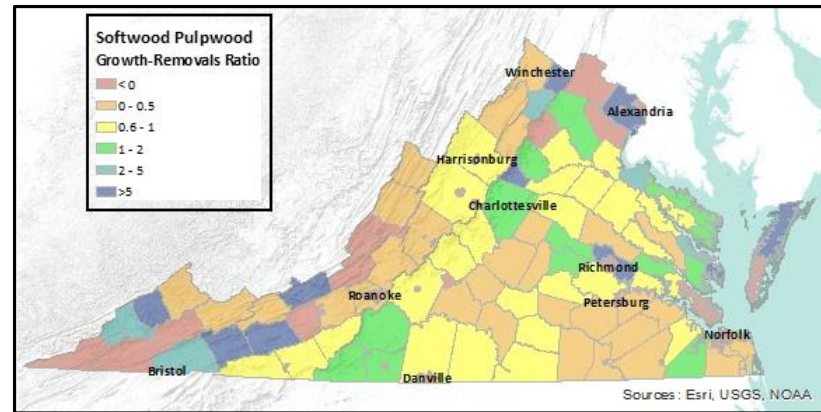 Softwood Pulpwood
Growth-Removals Ratio
< 0
0 - 0.5
0.6 - 1
1 - 2
2 - 5
>5
Winchester
Alexandria
Harrisonburg
Charlottesville
Richmond
Roanoke
Petersburg
Norfolk
Bristol
Danville
Sources: Esri, USGS, NOAA